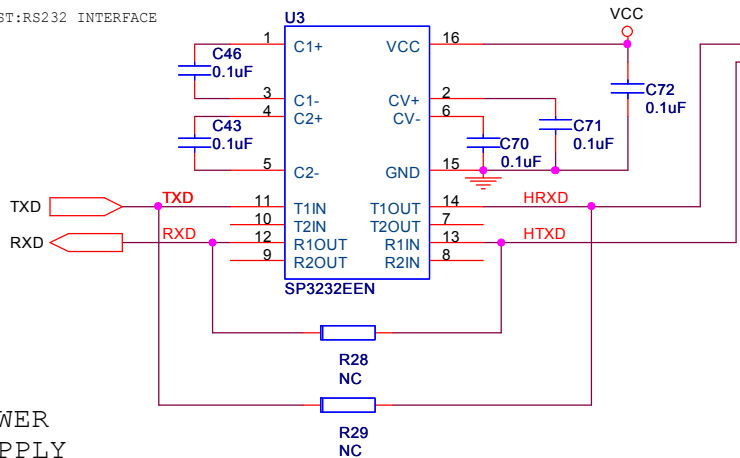 ST:RS232 INTERFACE
U3
VCC
1 C1+ VCC 16
C46
0.1uF
C72
0.1uF
3 C1- CV+ 2
4 C2+ CV- 6
C43
0.1uF
C70
0.1uF
C71
0.1uF
5 C2- GND 15
TXD TXD 11 T1IN T1OUT 14 HRXD
10 T2IN T2OUT 7
RXD RXD 12 R1OUT R1IN 13 HTXD
9 R2OUT R2IN 8
SP3232EEN
R28
NC
R29
NC
WER
PPLY